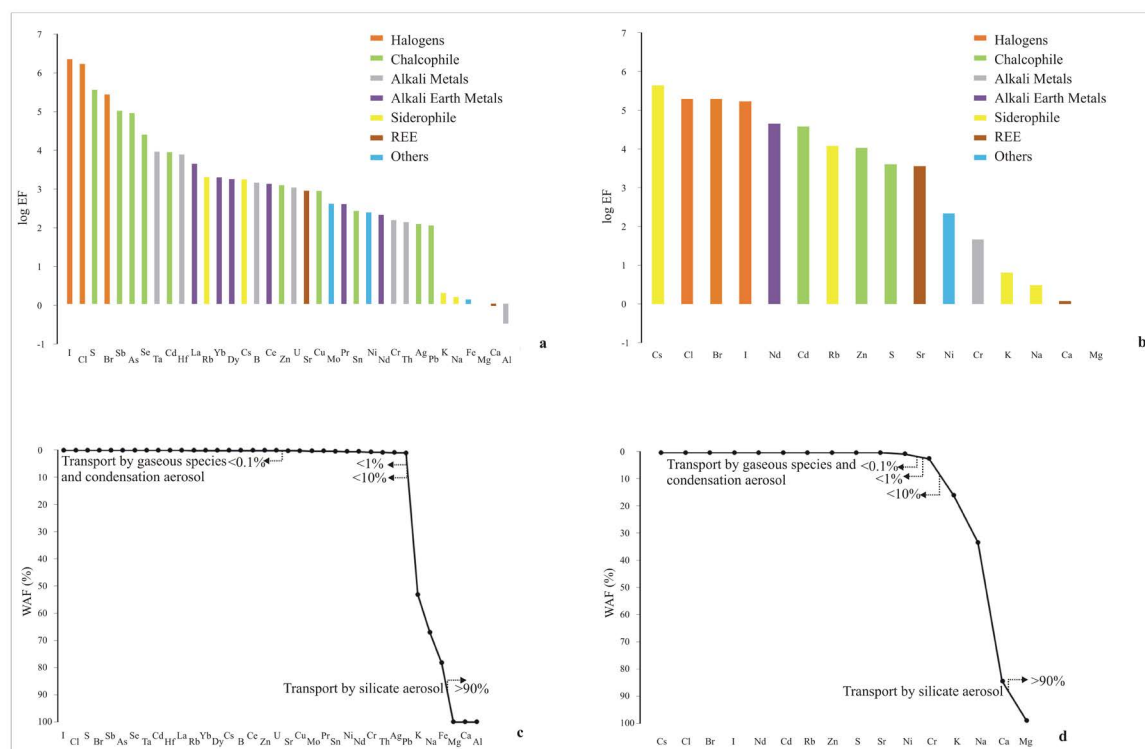 7
6
5
4
3
2
1
0
-1
log EF
Halogens
Chalcophile
Alkali Metals
Alkali Earth Metals
Siderophile
REE
Others
I Cl S Br Sb As Se Ta Cd Hf La Rb Yb Dy Cs B Ce Zn U Sr Cu Mo Pr Sn Ni Nd Cr Th Ag Pb K Na Fe Mg Ca Al
a
7
6
5
4
3
2
1
0
-1
log EF
Halogens
Chalcophile
Alkali Metals
Alkali Earth Metals
Siderophile
REE
Others
Cs Cl Br I Nd Cd Rb Zn S Sr Ni Cr K Na Ca Mg
b
0
10
20
30
40
50
60
70
80
90
100
WAF (%)
Transport by gaseous species <0.1%
and condensation aerosol
<1%
<10%
Transport by silicate aerosol >90%
I Cl S Br Sb As Se Ta Cd Hf La Rb Yb Dy Cs B Ce Zn U Sr Cu Mo Pr Sn Ni Nd Cr Th Ag Pb K Na Fe Mg Ca Al
c
0
10
20
30
40
50
60
70
80
90
100
WAF (%)
Transport by gaseous species and
condensation aerosol
<0.1%
<1%
<10%
>90%
Transport by silicate aerosol
Cs Cl Br I Nd Cd Rb Zn S Sr Ni Cr K Na Ca Mg
d